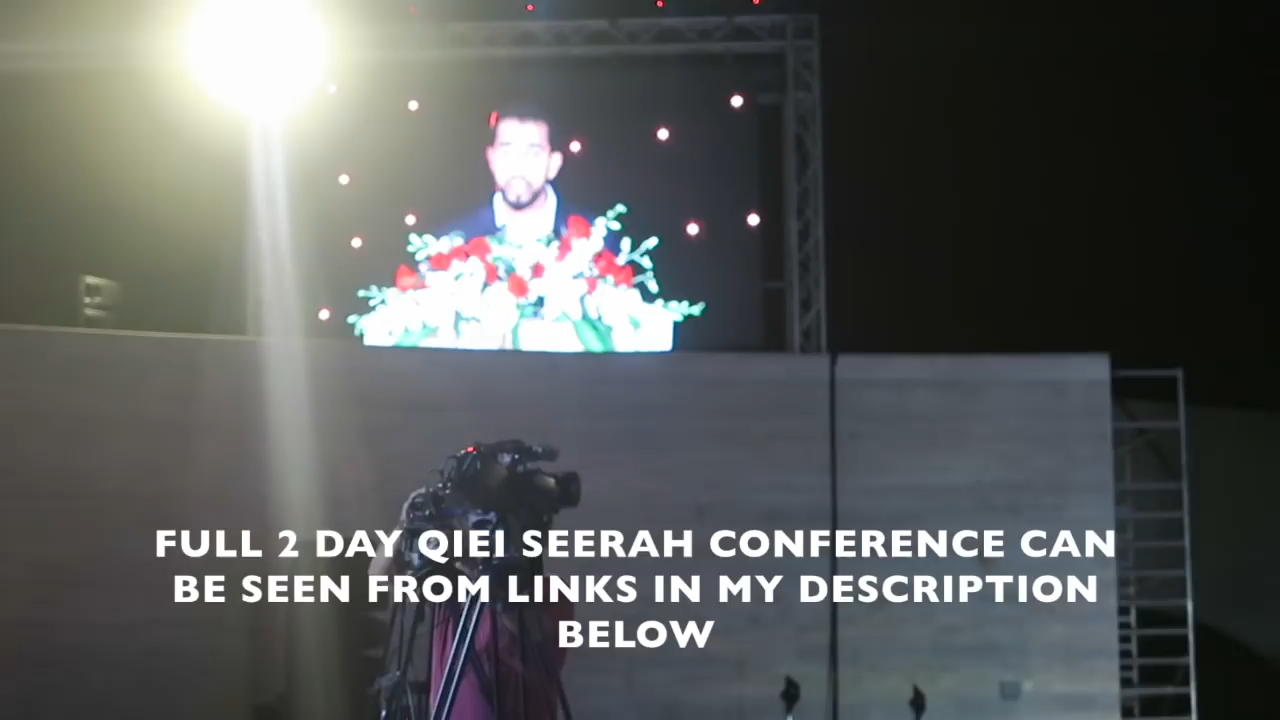 FULL 2 DAY QIEI SEERAH CONFERENCE CAN
BE SEEN FROM LINKS IN MY DESCRIPTION
BELOW